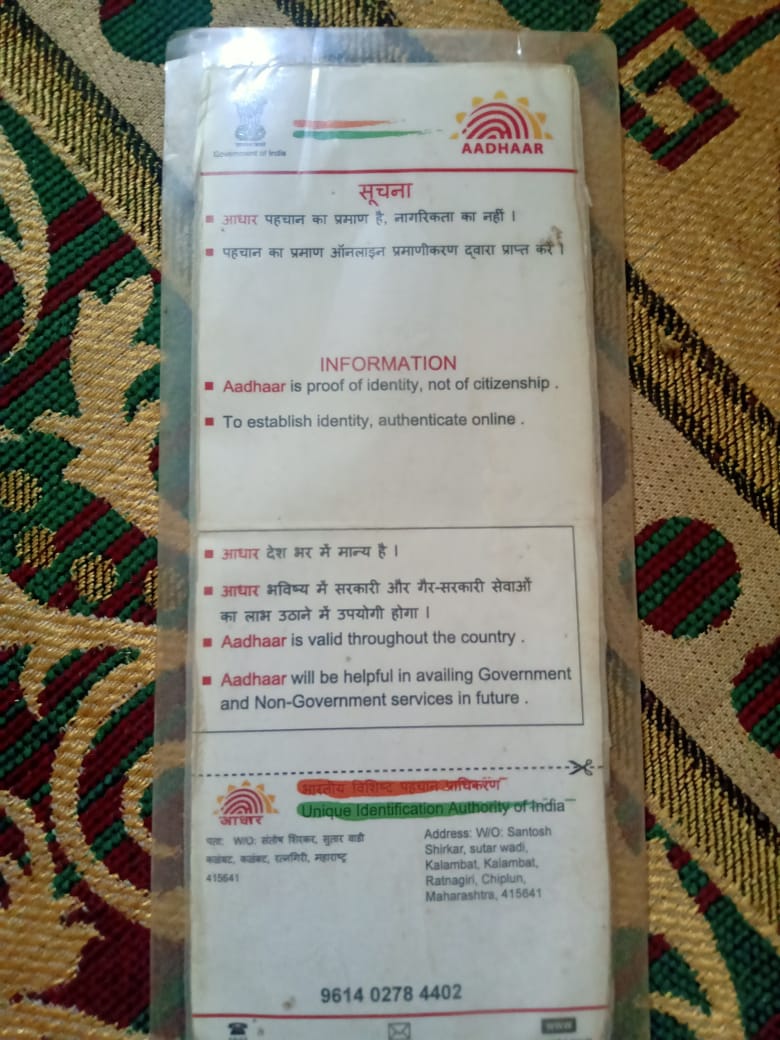 Government of India
AADHAAR
सूचना
आधार पहचान का प्रमाण है, नागरिकता का नहीं ।
पहचान का प्रमाण ऑनलाइन प्रमाणीकरण द्वारा प्राप्त करें ।
INFORMATION
Aadhaar is proof of identity, not of citizenship .
To establish identity, authenticate online .
आधार देश भर में मान्य है ।
आधार भविष्य में सरकारी और गैर-सरकारी सेवाओं
का लाभ उठाने में उपयोगी होगा ।
Aadhaar is valid throughout the country .
Aadhaar will be helpful in availing Government
and Non-Government services in future .
आधार
भारतीय विशिष्ट पहचान प्राधिकरण
Unique Identification Authority of India
पता: W/O: संतोष शिरकर, सुतार वाडी
कळंबट, कळंबट, रत्नागिरी, महाराष्ट्र
415641
Address: W/O: Santosh
Shirkar, sutar wadi,
Kalambat, Kalambat,
Ratnagiri, Chiplun,
Maharashtra, 415641
9614 0278 4402
www